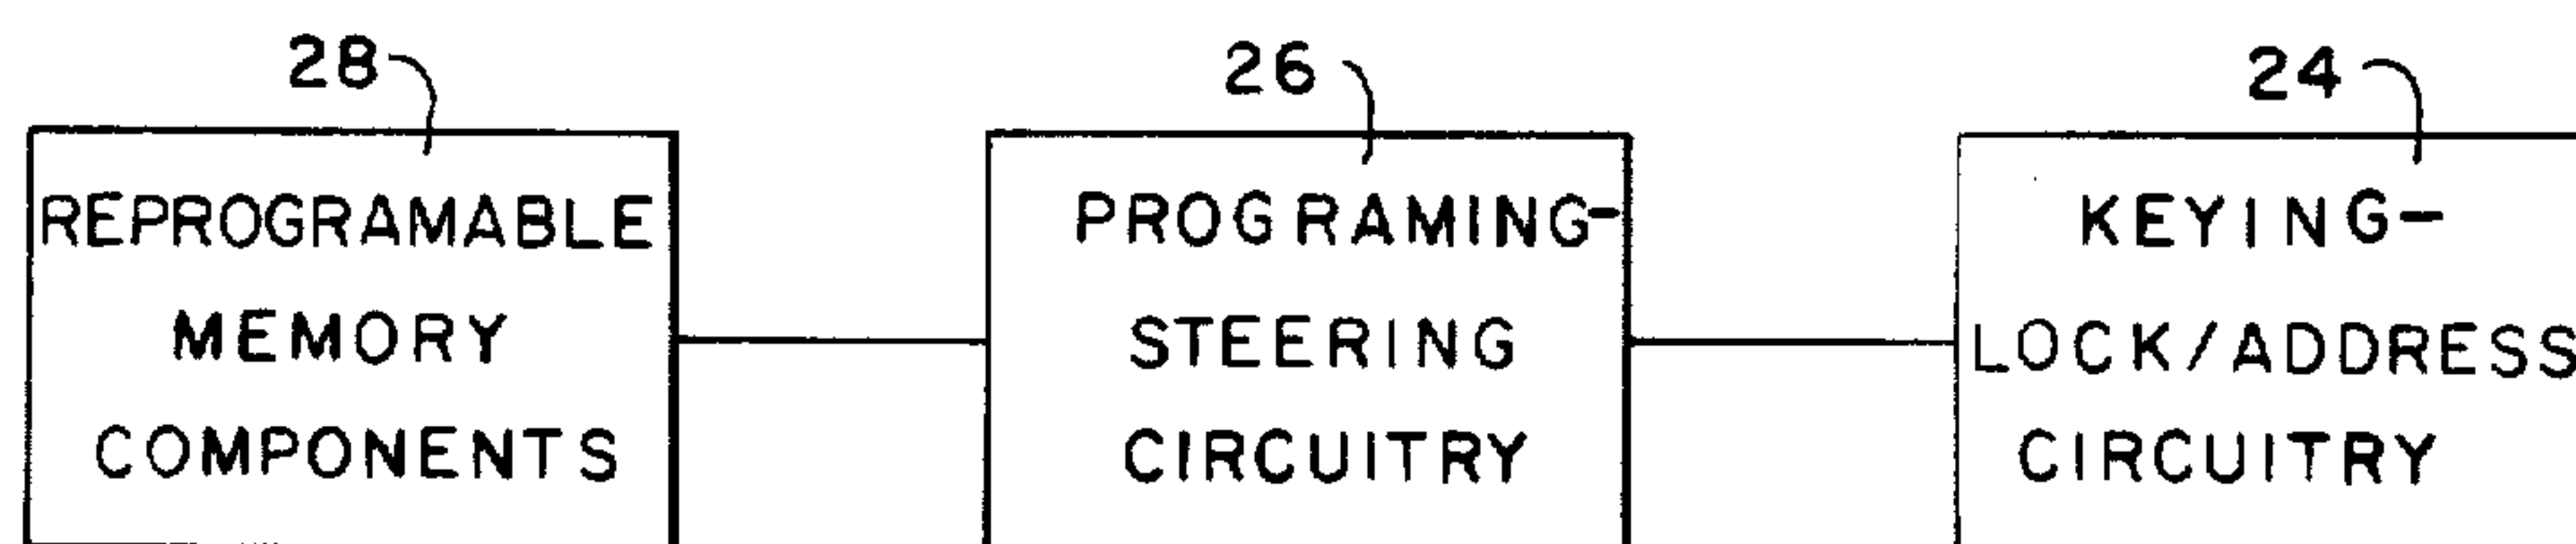 28
REPROGRAMABLE
MEMORY
COMPONENTS
26
PROGRAMING-
STEERING
CIRCUITRY
24
KEYING-
LOCK/ADDRESS
CIRCUITRY